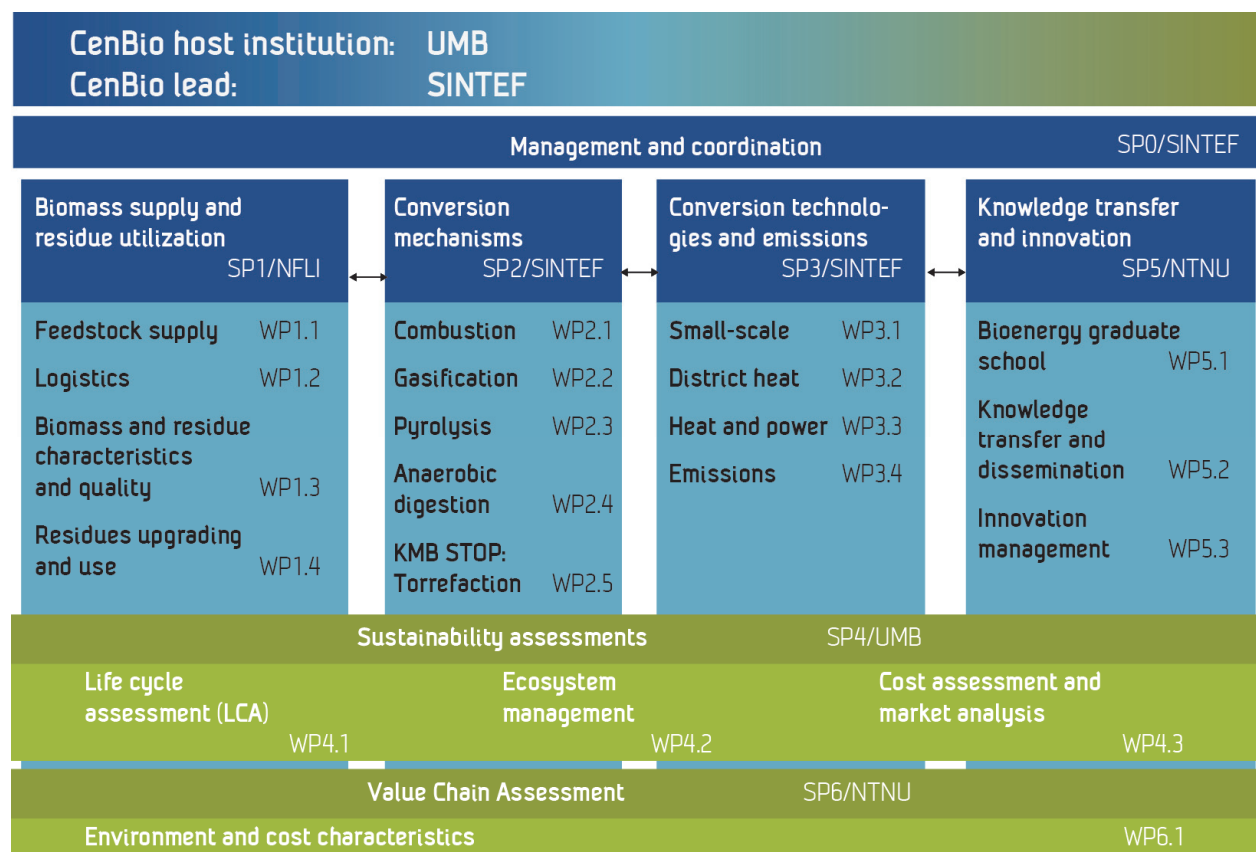 CenBio host institution: UMB
CenBio lead: SINTEF
Management and coordination SP0/SINTEF
Biomass supply and
residue utilization
SP1/NFLI
Conversion
mechanisms
SP2/SINTEF
Conversion technolo-
gies and emissions
SP3/SINTEF
Knowledge transfer
and innovation
SP5/NTNU
Feedstock supply WP1.1
Logistics WP1.2
Biomass and residue
characteristics
and quality WP1.3
Residues upgrading
and use WP1.4
Combustion WP2.1
Gasification WP2.2
Pyrolysis WP2.3
Anaerobic
digestion WP2.4
KMB STOP:
Torrefaction WP2.5
Small-scale WP3.1
District heat WP3.2
Heat and power WP3.3
Emissions WP3.4
Bioenergy graduate
school WP5.1
Knowledge
transfer and
dissemination WP5.2
Innovation
management WP5.3
Sustainability assessments SP4/UMB
Life cycle
assessment (LCA)
WP4.1
Ecosystem
management
WP4.2
Cost assessment and
market analysis
WP4.3
Value Chain Assessment SP6/NTNU
Environment and cost characteristics WP6.1